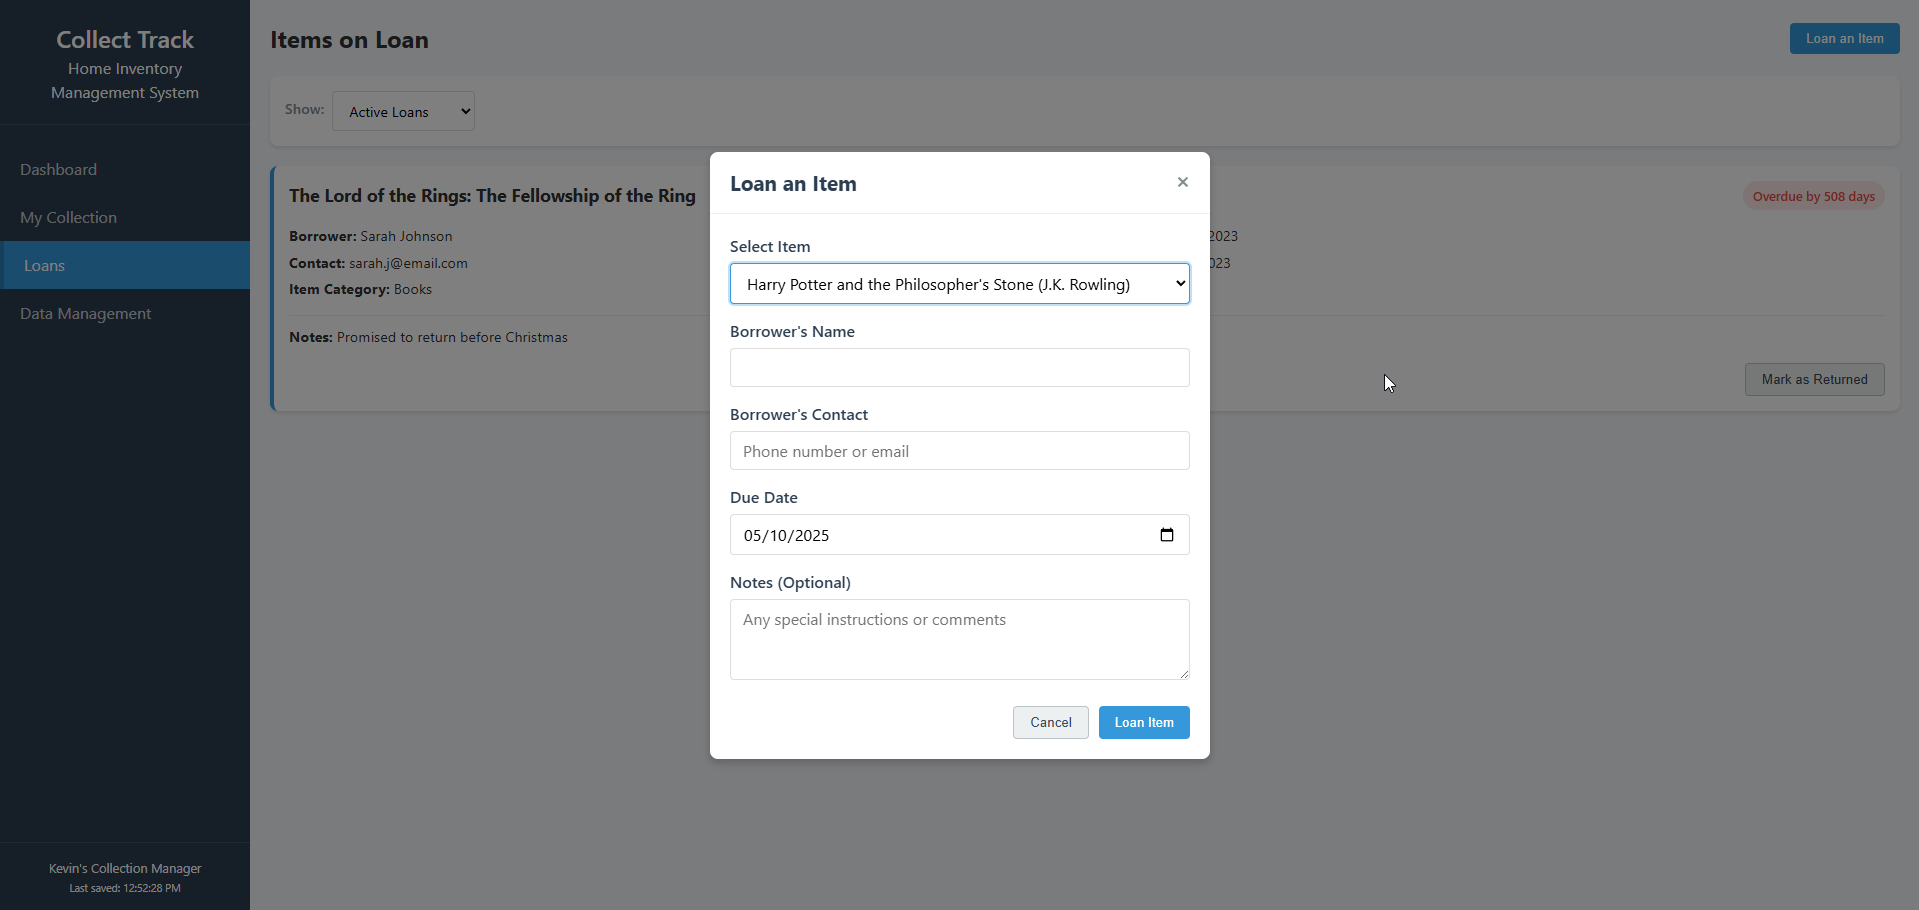 Collect Track
Home Inventory
Management System
Dashboard
My Collection
Loans
Data Management
Kevin's Collection Manager
Last saved: 12:52:28 PM
Items on Loan
Loan an Item
Show:
Active Loans
The Lord of the Rings: The Fellowship of the Ring
Overdue by 508 days
Borrower: Sarah Johnson
2023
Contact: sarah.j@email.com
023
Item Category: Books
Notes: Promised to return before Christmas
Mark as Returned
Loan an Item
×
Select Item
Harry Potter and the Philosopher's Stone (J.K. Rowling)
Borrower's Name
Borrower's Contact
Phone number or email
Due Date
05/10/2025
Notes (Optional)
Any special instructions or comments
Cancel
Loan Item